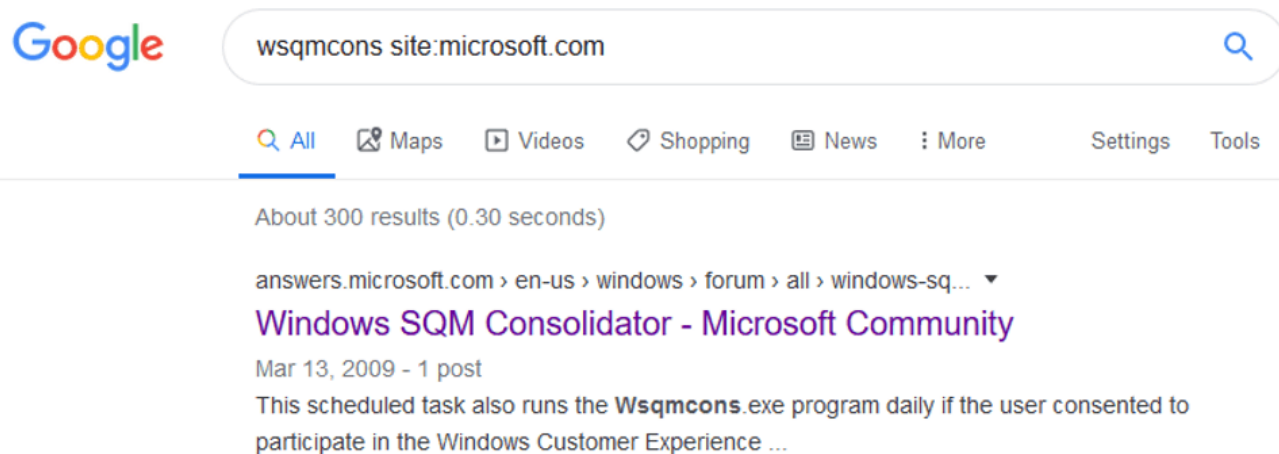 Google wsqmcons site:microsoft.com
All Maps Videos Shopping News More Settings Tools
About 300 results (0.30 seconds)
answers.microsoft.com › en-us › windows › forum › all › windows-sq...
Windows SQM Consolidator - Microsoft Community
Mar 13, 2009 - 1 post
This scheduled task also runs the Wsqmcons.exe program daily if the user consented to
participate in the Windows Customer Experience ...